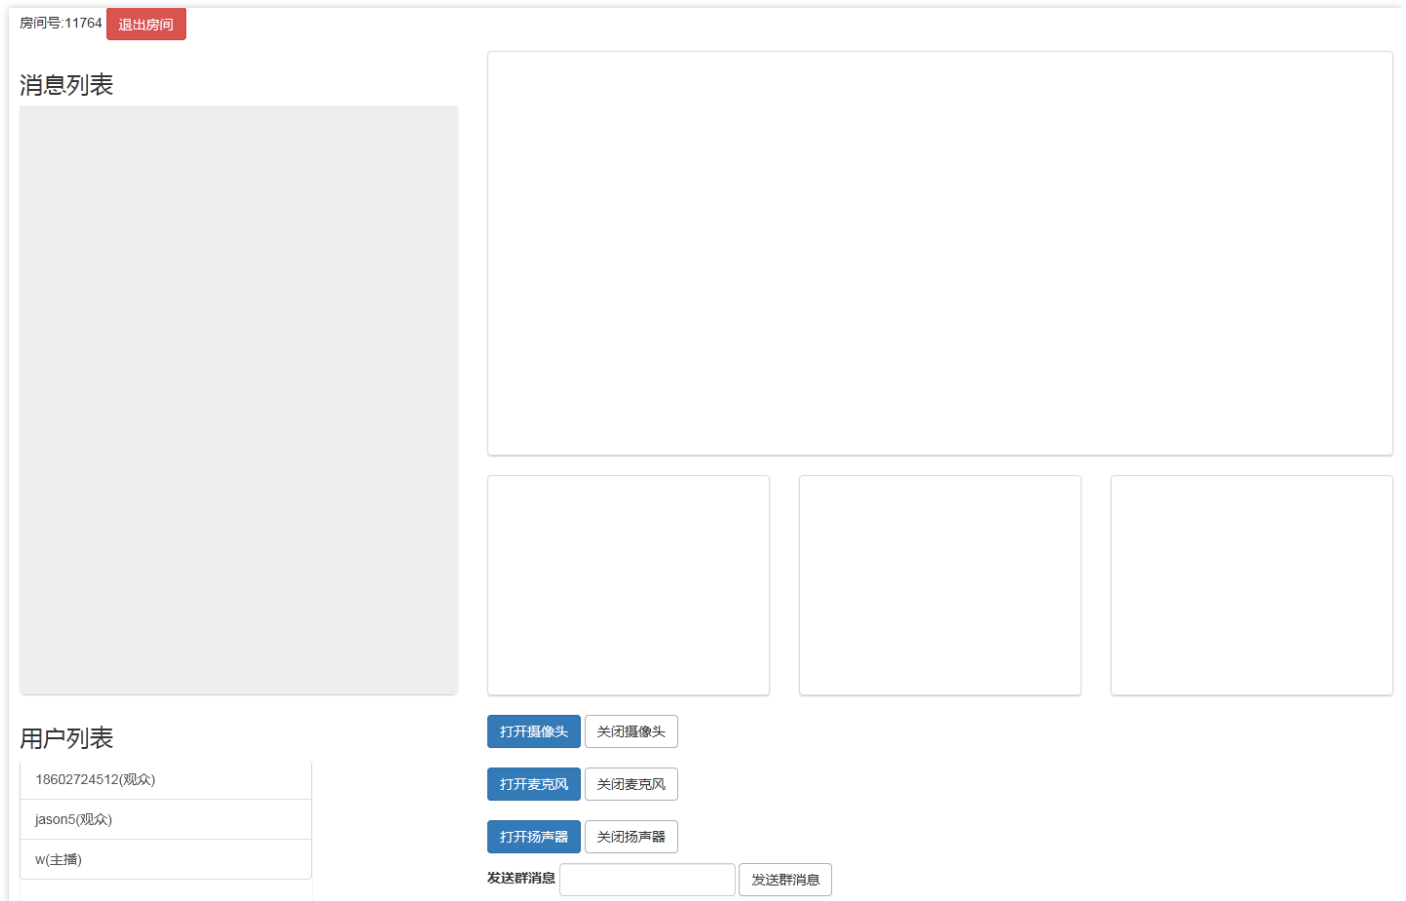 房间号:11764 退出房间
消息列表
用户列表
18602724512(观众)
jason5(观众)
w(主播)
打开摄像头 关闭摄像头
打开麦克风 关闭麦克风
打开扬声器 关闭扬声器
发送群消息 发送群消息